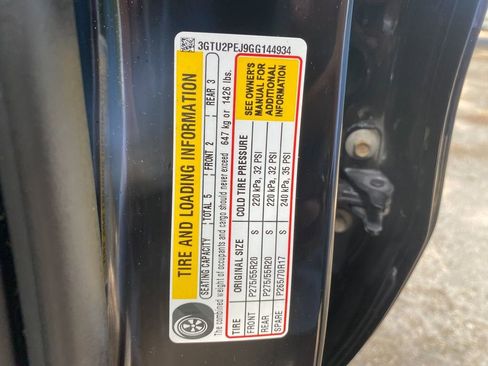 3GTU2PEJ9GG144934
TIRE AND LOADING INFORMATION
SEATING CAPACITY TOTAL 5 FRONT 2 REAR 3
The combined weight of occupants and cargo should never exceed 647 kg or 1426 lbs.
TIRE ORIGINAL SIZE COLD TIRE PRESSURE
FRONT P275/55R20 S 220 kPa, 32 PSI
REAR P275/55R20 S 220 kPa, 32 PSI
SPARE P265/70R17 S 240 kPa, 35 PSI
SEE OWNER'S
MANUAL FOR
ADDITIONAL
INFORMATION